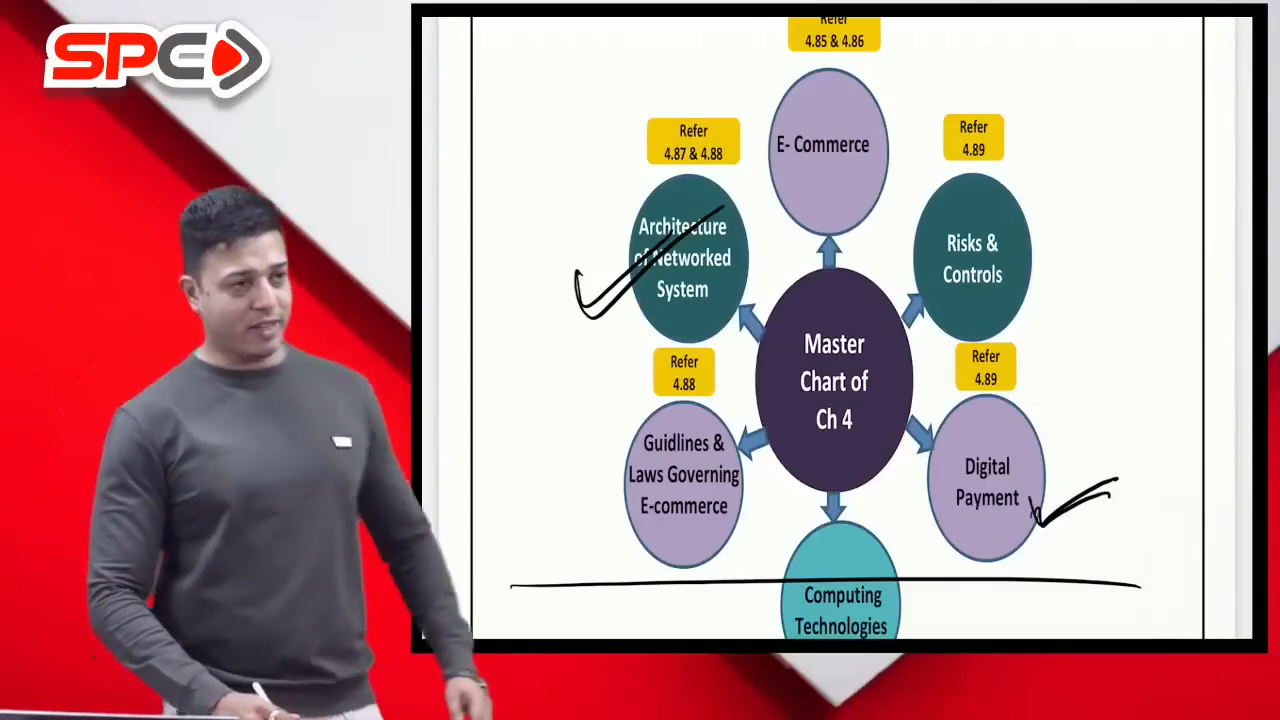 SPC
Refer
4.85 & 4.86
E- Commerce
Refer
4.87 & 4.88
Architecture
of Networked
System
Refer
4.89
Risks &
Controls
Master
Chart of
Ch 4
Refer
4.88
Guidlines &
Laws Governing
E-commerce
Refer
4.89
Digital
Payment
Computing
Technologies